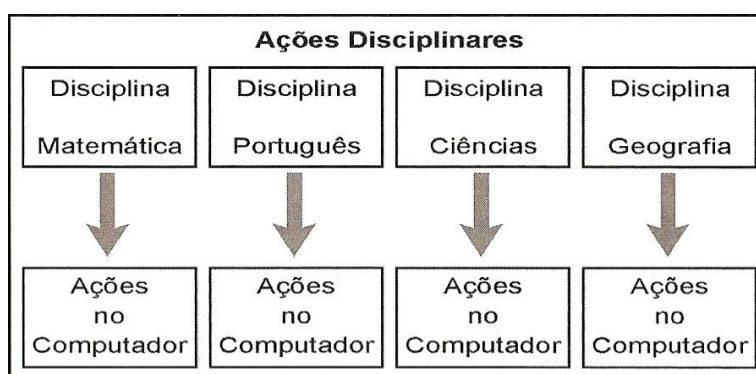 Ações Disciplinares
Disciplina
Matemática
Disciplina
Português
Disciplina
Ciências
Disciplina
Geografia
Ações
no
Computador
Ações
no
Computador
Ações
no
Computador
Ações
no
Computador